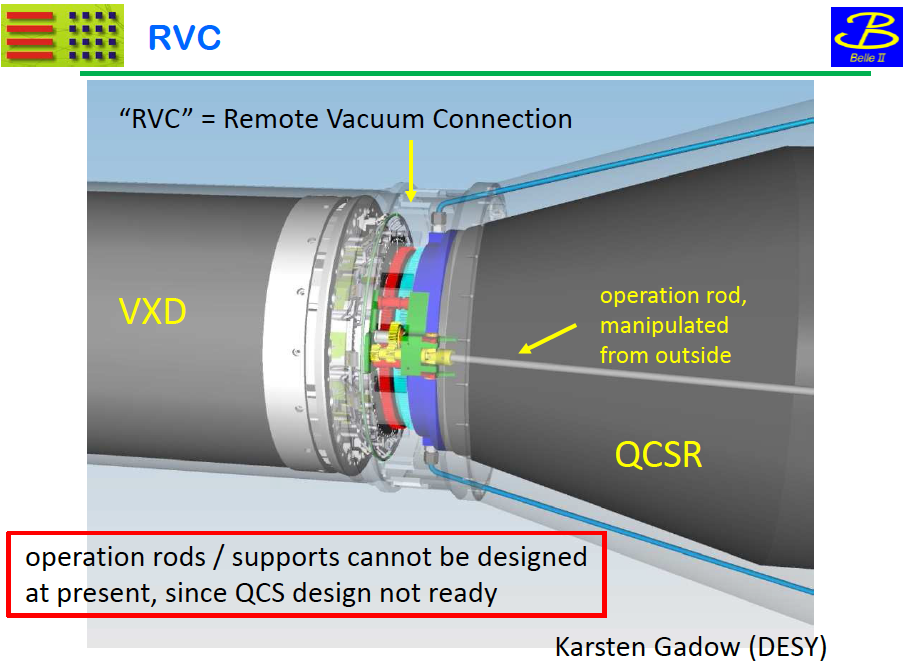 RVC
Belle II
“RVC” = Remote Vacuum Connection
VXD
operation rod,
manipulated
from outside
QCSR
operation rods / supports cannot be designed
at present, since QCS design not ready
Karsten Gadow (DESY)